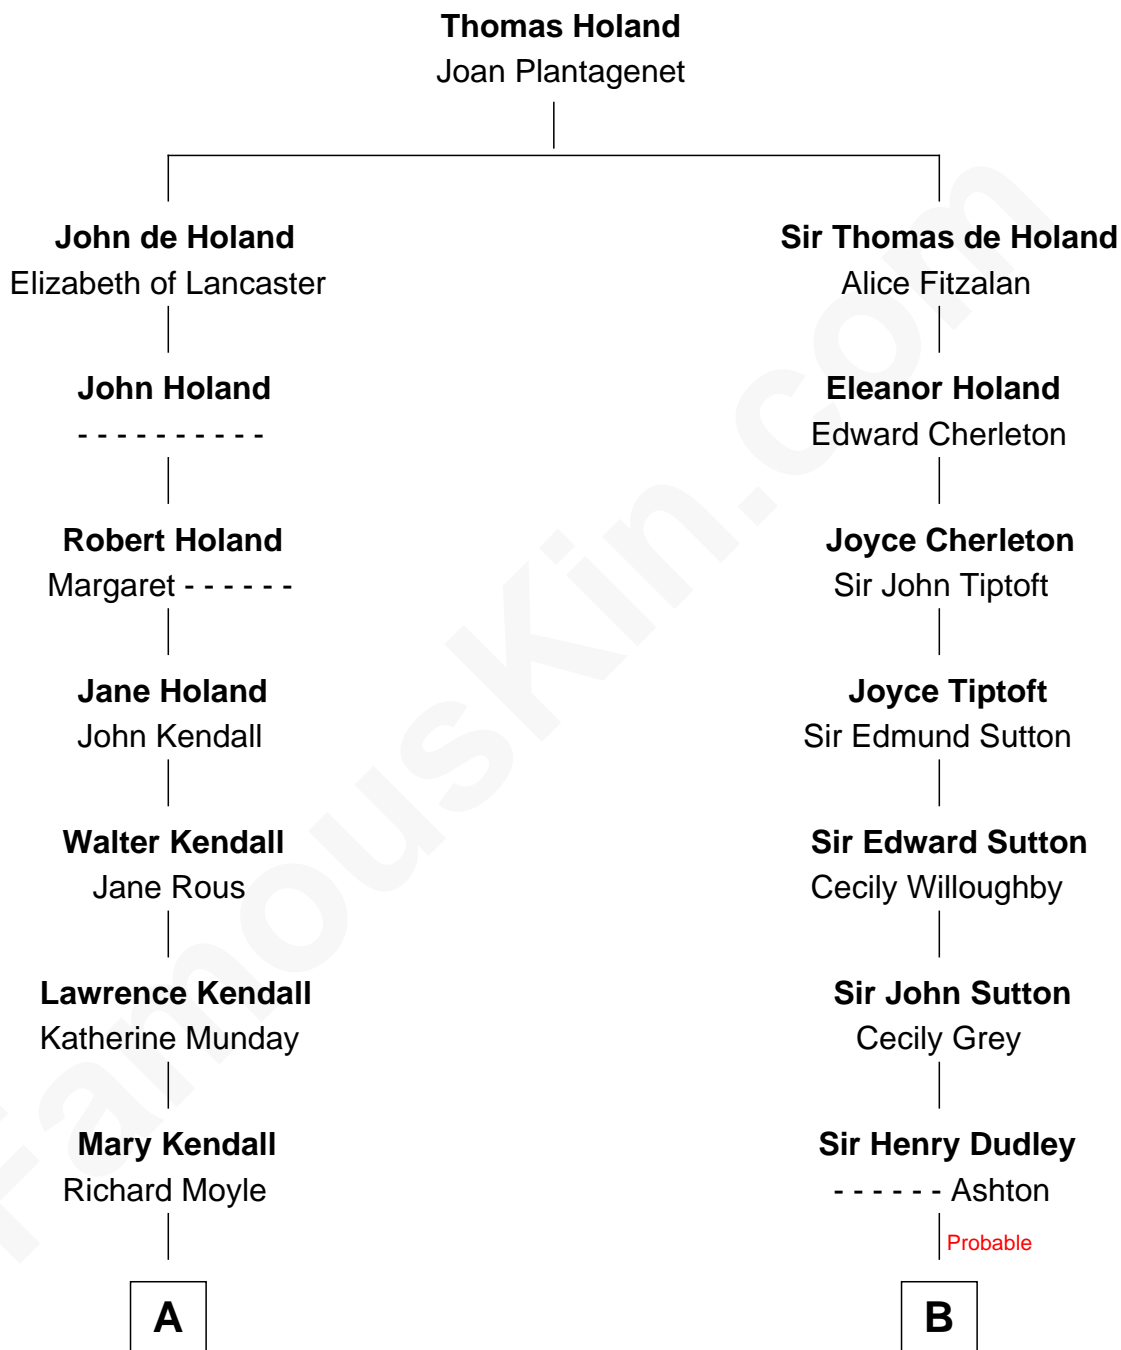 Thomas Holand
Joan Plantagenet
John de Holand
Elizabeth of Lancaster
John Holand
- - - - - - - - - -
Robert Holand
Margaret - - - - - -
Jane Holand
John Kendall
Walter Kendall
Jane Rous
Lawrence Kendall
Katherine Munday
Mary Kendall
Richard Moyle
A
Sir Thomas de Holand
Alice Fitzalan
Eleanor Holand
Edward Cherleton
Joyce Cherleton
Sir John Tiptoft
Joyce Tiptoft
Sir Edmund Sutton
Sir Edward Sutton
Cecily Willoughby
Sir John Sutton
Cecily Grey
Sir Henry Dudley
- - - - - - Ashton
Probable
B
FamousKin.com